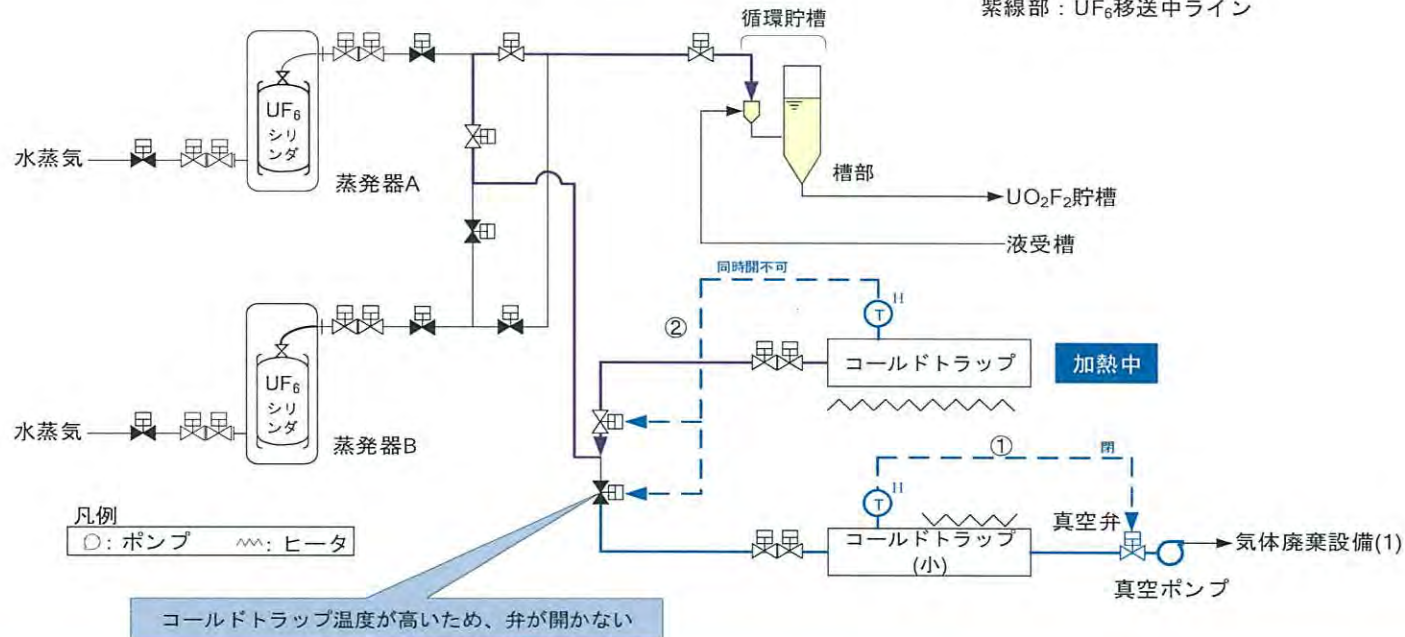 紫線部：UF₆移送中ライン
循環貯槽
UF₆
シリ
ンダ
水蒸気
蒸発器A
槽部
UO₂F₂貯槽
液受槽
同時開不可
H
T
②
コールドトラップ
加熱中
UF₆
シリ
ンダ
水蒸気
蒸発器B
①
閉
H
T
真空弁
コールドトラップ
(小)
気体廃棄設備(1)
真空ポンプ
凡例
○: ポンプ
: ヒータ
コールドトラップ温度が高いため、弁が開かない